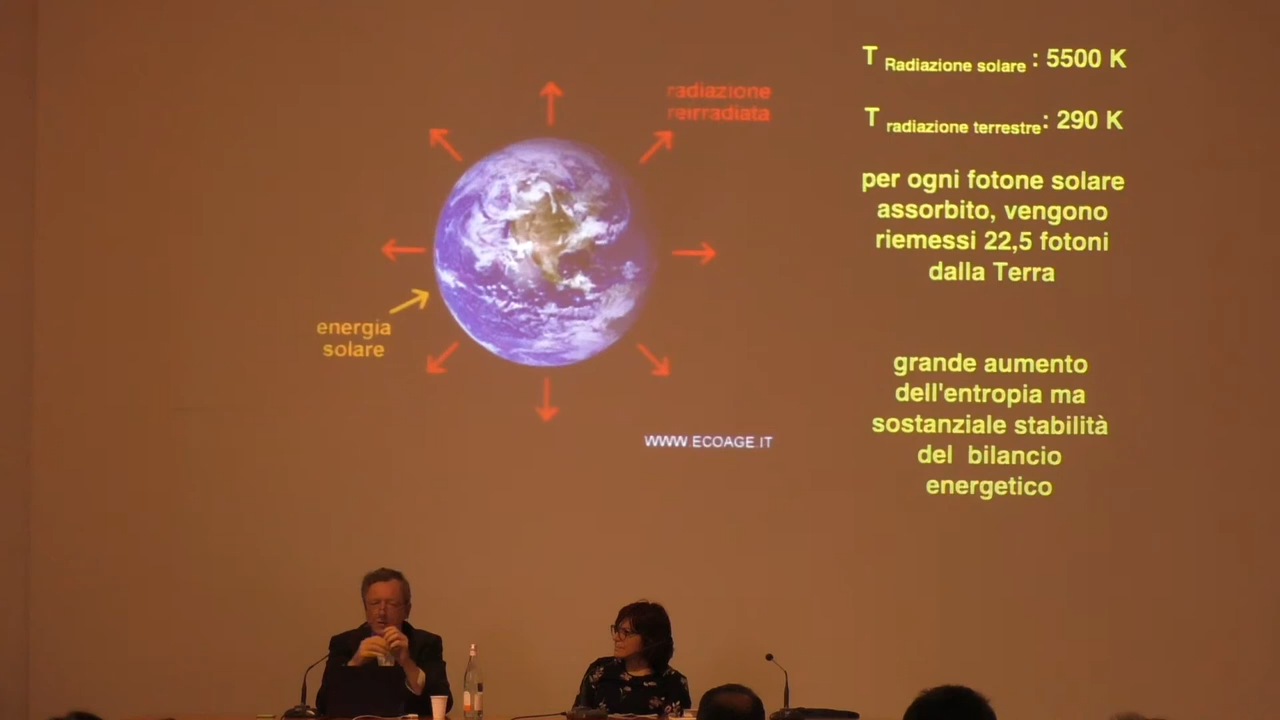 radiazione
reirradiata
energia
solare
WWW.ECOAGE.IT
T Radiazione solare : 5500 K
T radiazione terrestre: 290 K
per ogni fotone solare
assorbito, vengono
riemessi 22,5 fotoni
dalla Terra
grande aumento
dell'entropia ma
sostanziale stabilità
del bilancio
energetico